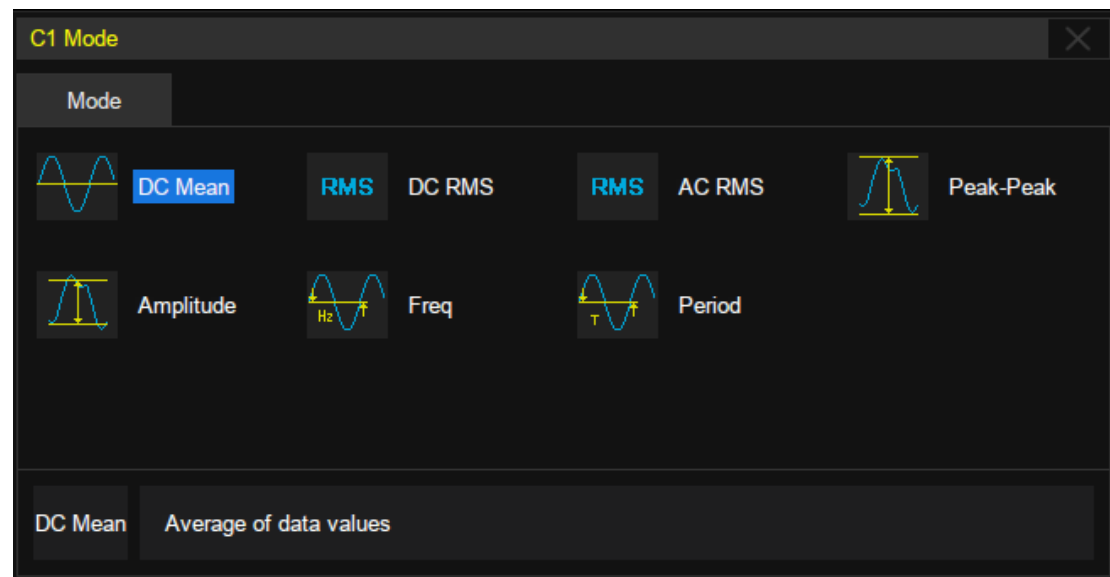 C1 Mode
Mode
DC Mean
RMS DC RMS
RMS AC RMS
Peak-Peak
Amplitude
Hz Freq
T Period
DC Mean Average of data values